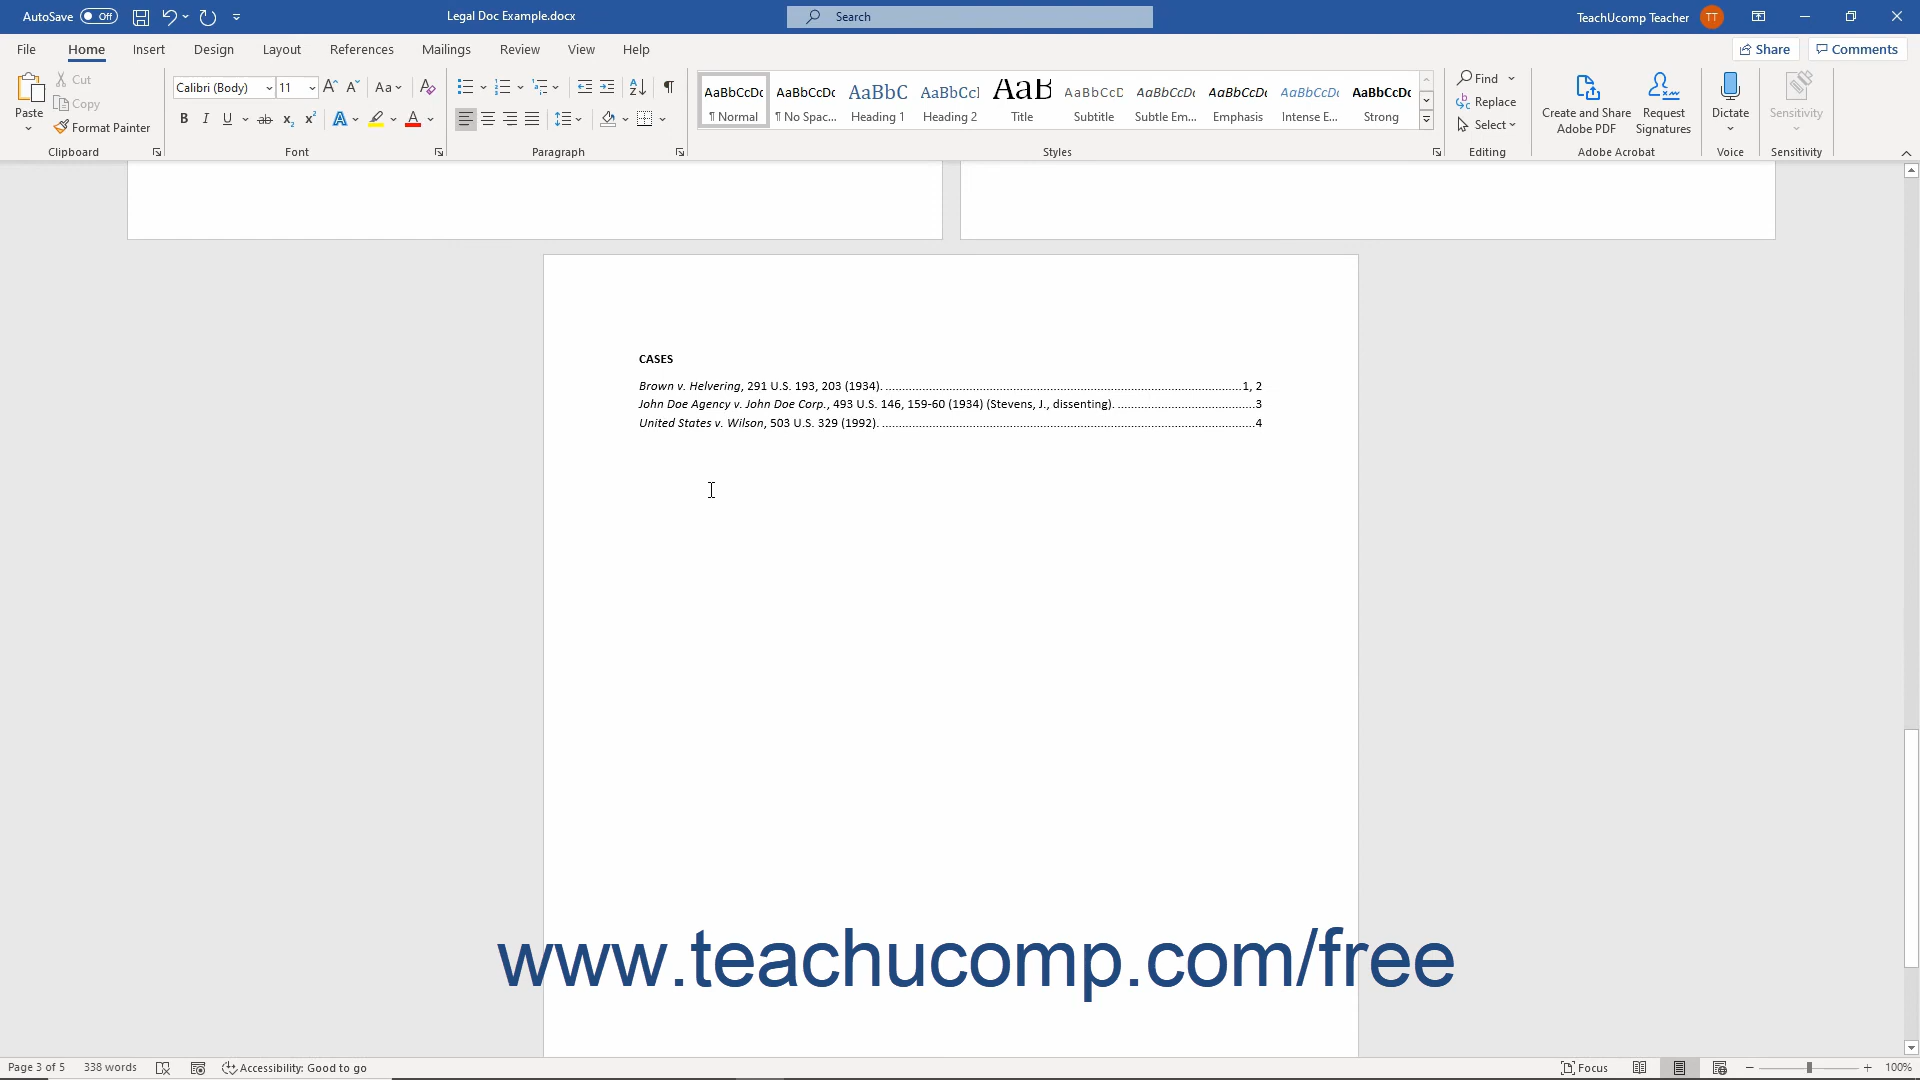 AutoSave Off
Legal Doc Example.docx
Search
TeachUcomp Teacher TT
File Home Insert Design Layout References Mailings Review View Help
Share Comments
Paste
Cut
Copy
Format Painter
Clipboard
Calibri (Body) 11
Font
Paragraph
AaBbCcDc AaBbCcDc AaBbC AaBbCcI AaB AaBbCcD AaBbCcDc AaBbCcDc AaBbCcDc AaBbCcDc
¶ Normal ¶ No Spac... Heading 1 Heading 2 Title Subtitle Subtle Em... Emphasis Intense E... Strong
Styles
Find
Replace
Select
Editing
Create and Share Adobe PDF
Request Signatures
Adobe Acrobat
Dictate
Voice
Sensitivity
Sensitivity
CASES
Brown v. Helvering, 291 U.S. 193, 203 (1934). ........ 1, 2
John Doe Agency v. John Doe Corp., 493 U.S. 146, 159-60 (1934) (Stevens, J., dissenting). ........ 3
United States v. Wilson, 503 U.S. 329 (1992). ........ 4
www.teachucomp.com/free
Page 3 of 5 338 words Accessibility: Good to go Focus 100%